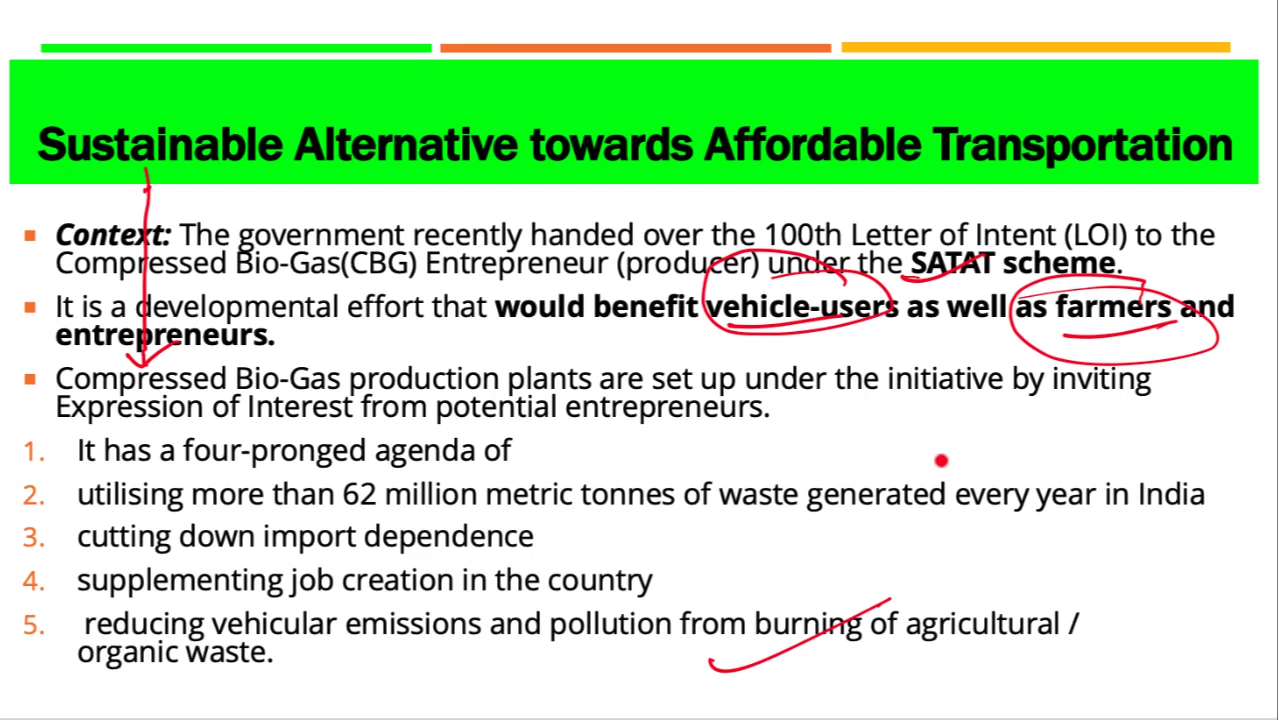 Sustainable Alternative towards Affordable Transportation
▪ Context: The government recently handed over the 100th Letter of Intent (LOI) to the
Compressed Bio-Gas(CBG) Entrepreneur (producer) under the SATAT scheme.
▪ It is a developmental effort that would benefit vehicle-users as well as farmers and
entrepreneurs.
▪ Compressed Bio-Gas production plants are set up under the initiative by inviting
Expression of Interest from potential entrepreneurs.
1. It has a four-pronged agenda of
2. utilising more than 62 million metric tonnes of waste generated every year in India
3. cutting down import dependence
4. supplementing job creation in the country
5. reducing vehicular emissions and pollution from burning of agricultural /
organic waste.